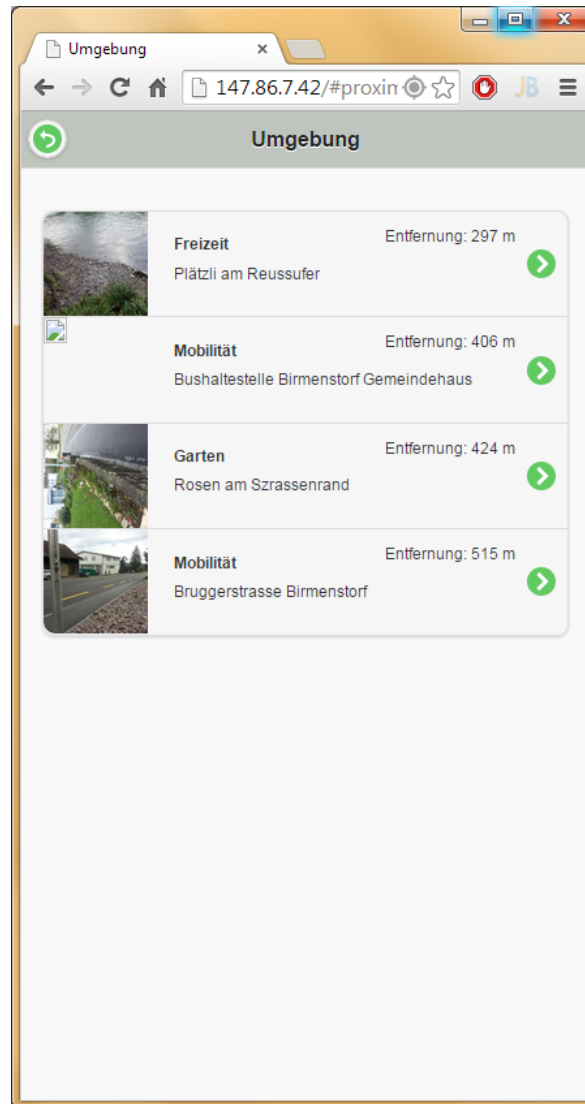 Umgebung
147.86.7.42/#proxin
JB
Umgebung
Entfernung: 297 m
Freizeit
Plätzli am Reussufer
Entfernung: 406 m
Mobilität
Bushaltestelle Birmenstorf Gemeindehaus
Entfernung: 424 m
Garten
Rosen am Szrassenrand
Entfernung: 515 m
Mobilität
Bruggerstrasse Birmenstorf